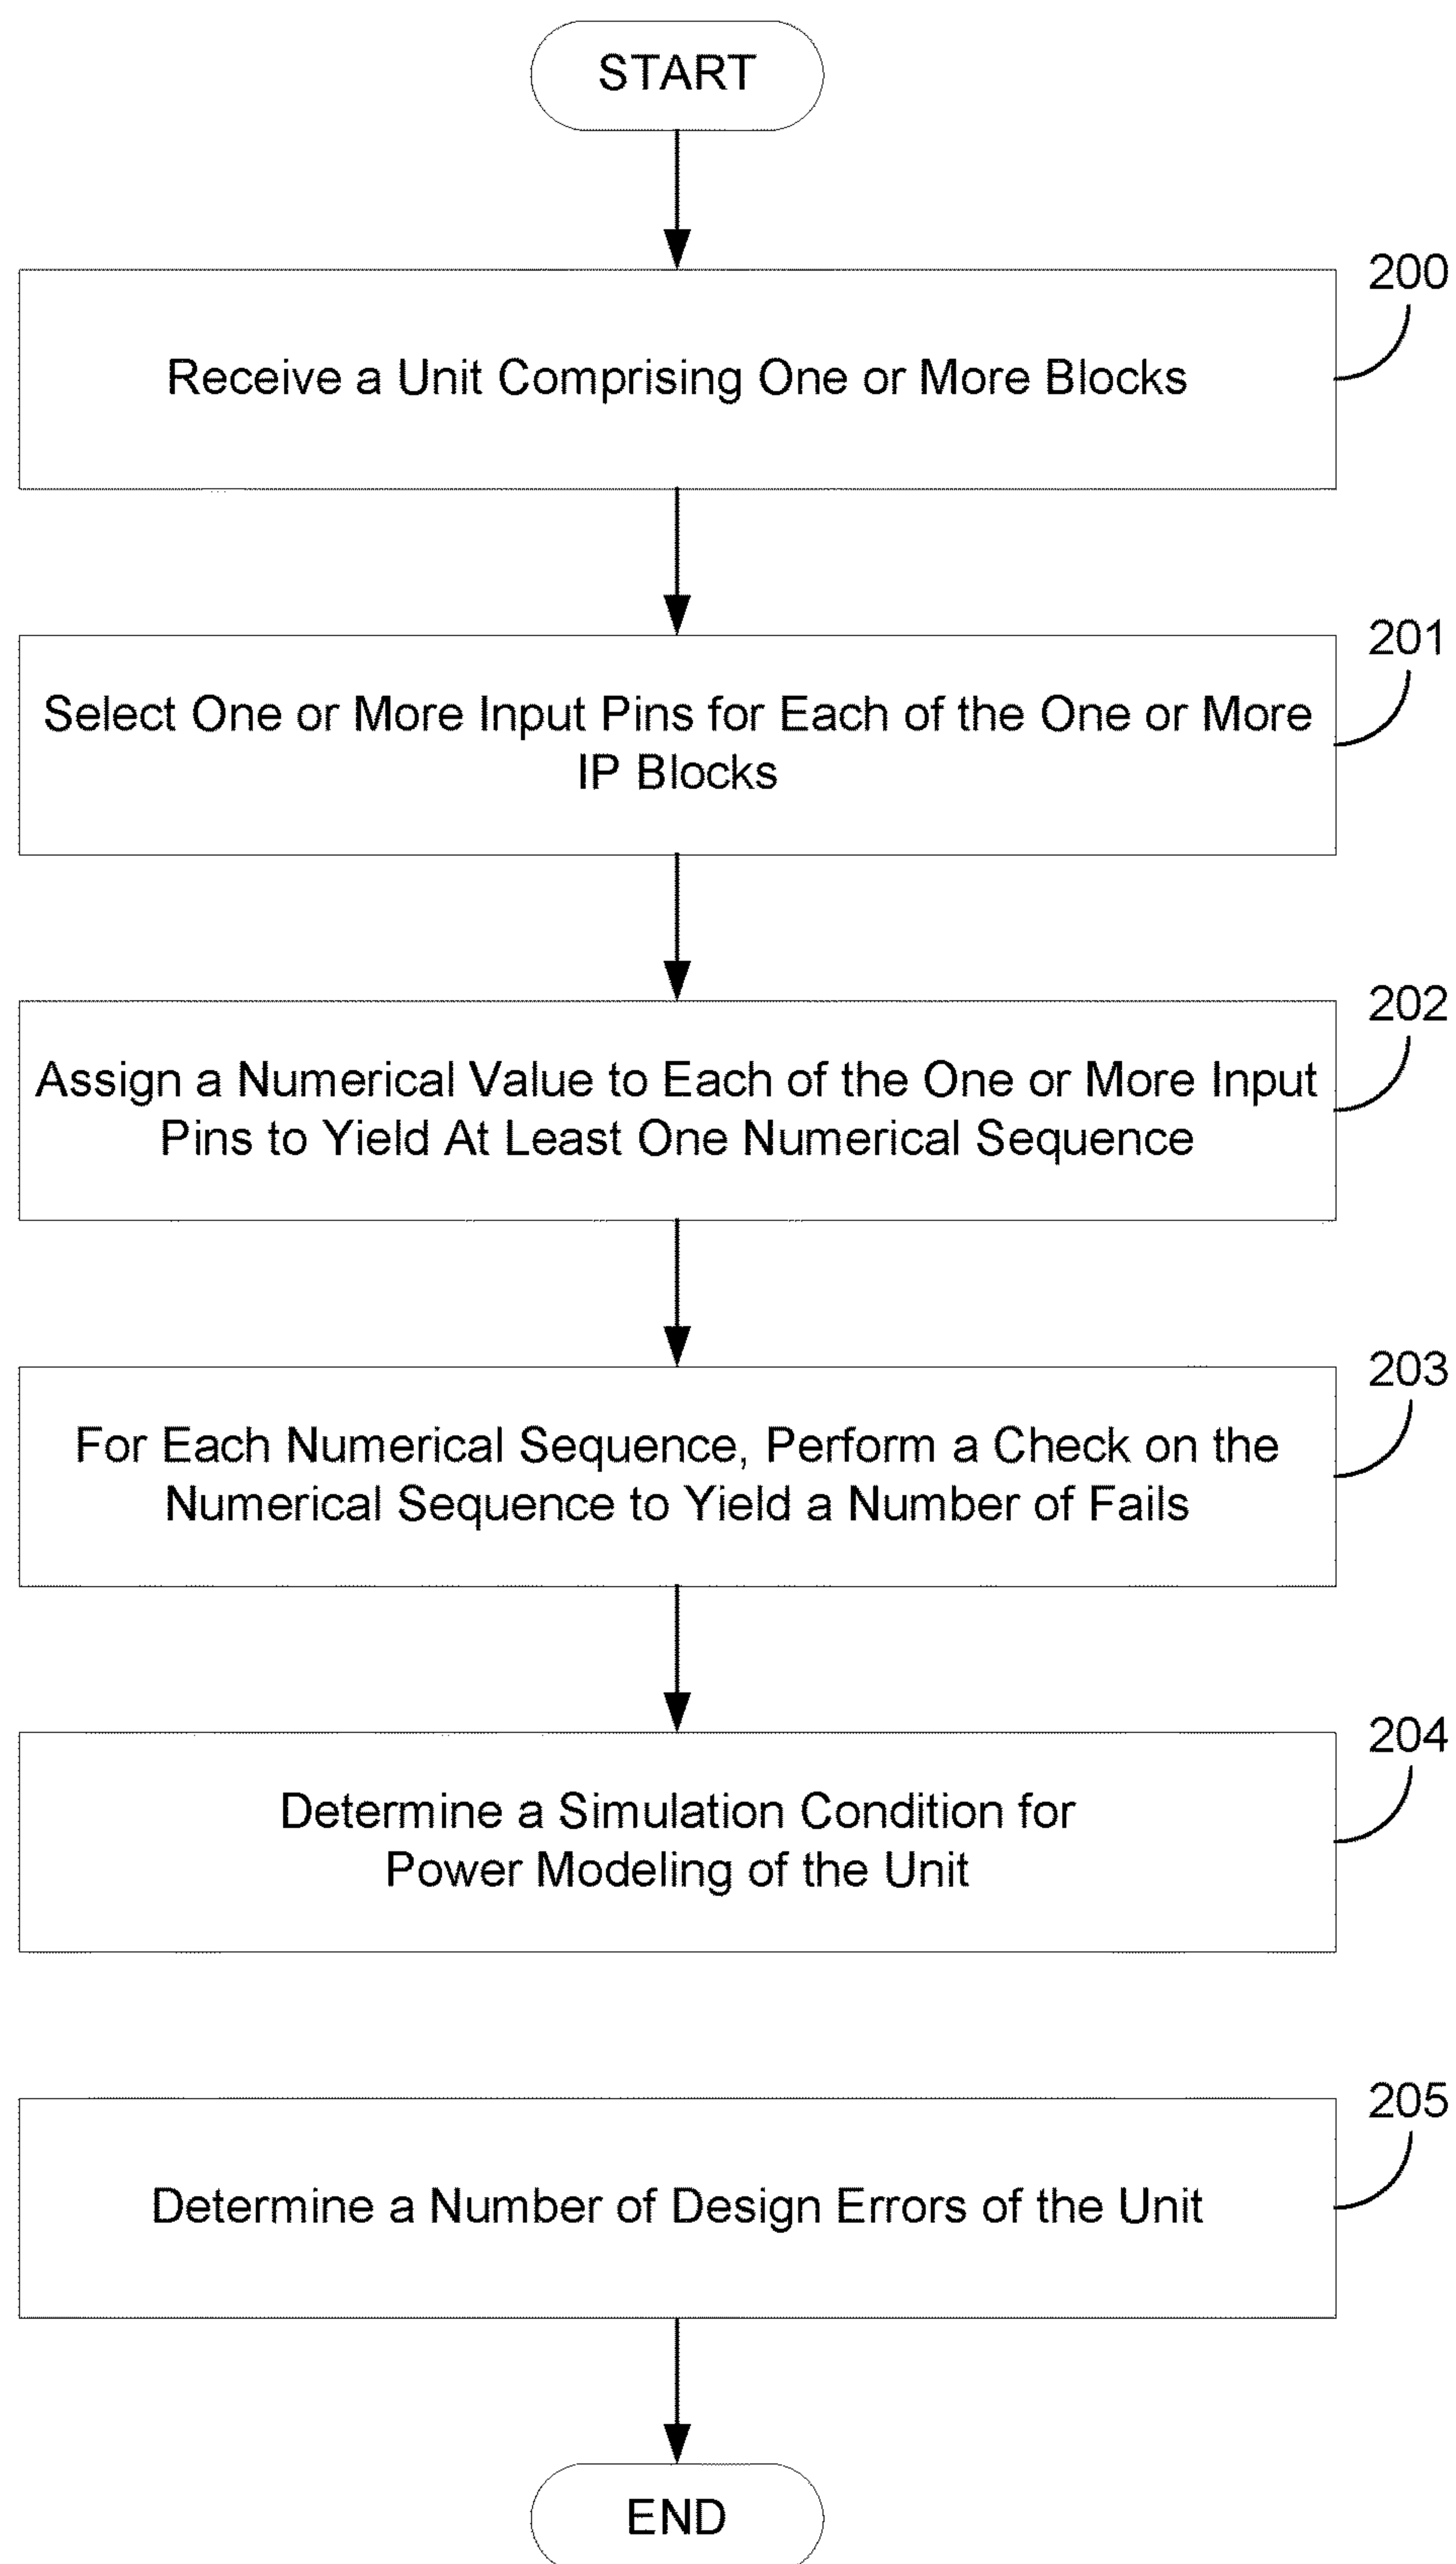 START
200
Receive a Unit Comprising One or More Blocks
201
Select One or More Input Pins for Each of the One or More
IP Blocks
202
Assign a Numerical Value to Each of the One or More Input
Pins to Yield At Least One Numerical Sequence
203
For Each Numerical Sequence, Perform a Check on the
Numerical Sequence to Yield a Number of Fails
204
Determine a Simulation Condition for
Power Modeling of the Unit
205
Determine a Number of Design Errors of the Unit
END